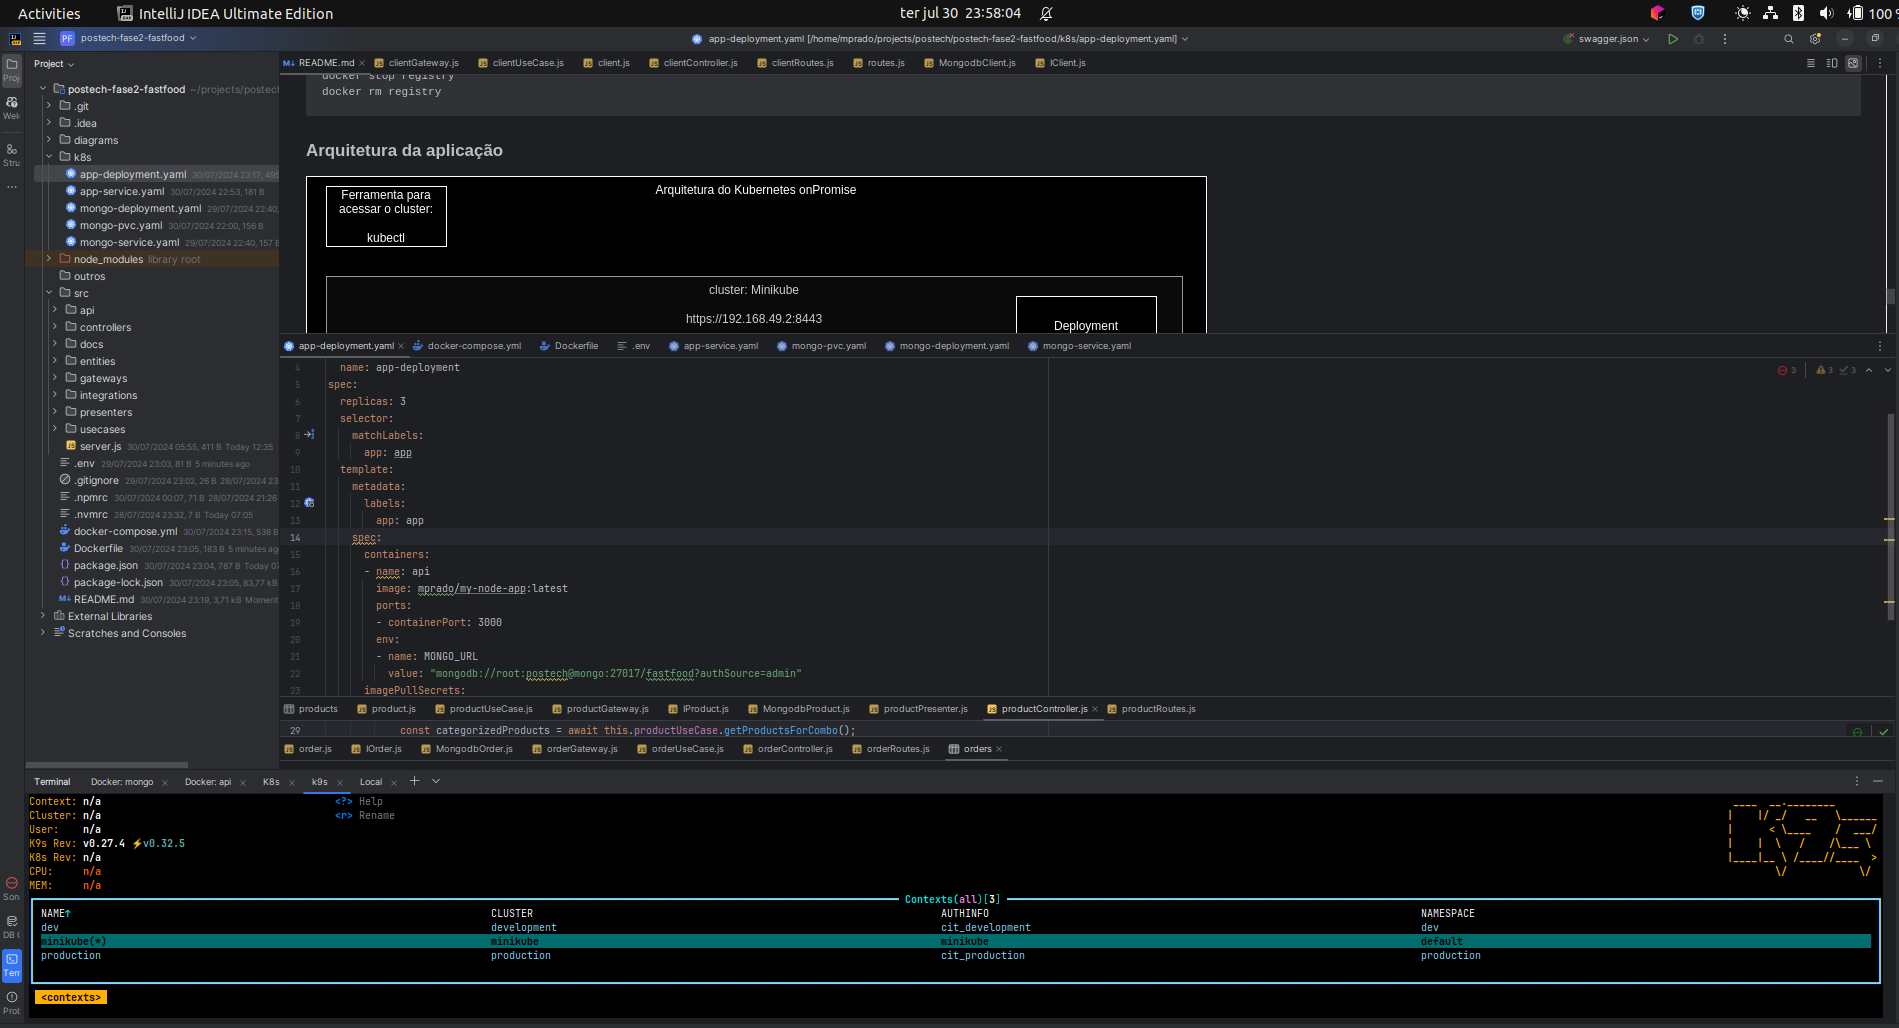 Activities
IntelliJ IDEA Ultimate Edition
ter jul 30 23:58:04
100 %
PF postech-fase2-fastfood
app-deployment.yaml [/home/mprado/projects/postech/postech-fase2-fastfood/k8s/app-deployment.yaml]
swagger.json
Project
README.md clientGateway.js clientUseCase.js client.js clientController.js clientRoutes.js routes.js MongodbClient.js IClient.js
postech-fase2-fastfood ~/projects/postech
.git
.idea
diagrams
k8s
app-deployment.yaml 30/07/2024 23:17, 495
app-service.yaml 30/07/2024 22:53, 181 B
mongo-deployment.yaml 29/07/2024 22:40,
mongo-pvc.yaml 30/07/2024 22:00, 156 B
mongo-service.yaml 29/07/2024 22:40, 157 B
node_modules library root
outros
src
api
controllers
docs
entities
gateways
integrations
presenters
usecases
server.js 30/07/2024 05:55, 411 B Today 12:35
.env 29/07/2024 23:03, 81 B 5 minutes ago
.gitignore 29/07/2024 23:02, 26 B 28/07/2024 23
.npmrc 30/07/2024 00:07, 71 B 28/07/2024 21:26
.nvmrc 28/07/2024 23:32, 7 B Today 07:05
docker-compose.yml 30/07/2024 23:15, 538 B
Dockerfile 30/07/2024 23:05, 183 B 5 minutes ag
package.json 30/07/2024 23:04, 787 B Today 07
package-lock.json 30/07/2024 23:05, 83,77 kB
README.md 30/07/2024 23:19, 3,71 kB Moment
External Libraries
Scratches and Consoles
docker stop registry
docker rm registry
Arquitetura da aplicação
Ferramenta para
acessar o cluster:
kubectl
Arquitetura do Kubernetes onPromise
cluster: Minikube
https://192.168.49.2:8443
Deployment
app-deployment.yaml docker-compose.yml Dockerfile .env app-service.yaml mongo-pvc.yaml mongo-deployment.yaml mongo-service.yaml
3 3 3
4 name: app-deployment
5 spec:
6 replicas: 3
7 selector:
8 matchLabels:
9 app: app
10 template:
11 metadata:
12 labels:
13 app: app
14 spec:
15 containers:
16 - name: api
17 image: mprado/my-node-app:latest
18 ports:
19 - containerPort: 3000
20 env:
21 - name: MONGO_URL
22 value: "mongodb://root:postech@mongo:27017/fastfood?authSource=admin"
23 imagePullSecrets:
products product.js productUseCase.js productGateway.js IProduct.js MongodbProduct.js productPresenter.js productController.js productRoutes.js
29 const categorizedProducts = await this.productUseCase.getProductsForCombo();
order.js IOrder.js MongodbOrder.js orderGateway.js orderUseCase.js orderController.js orderRoutes.js orders
Terminal Docker: mongo Docker: api K8s k9s Local
Context: n/a <?> Help
Cluster: n/a <r> Rename
User: n/a
K9s Rev: v0.27.4 ⚡v0.32.5
K8s Rev: n/a
CPU: n/a
MEM: n/a
Contexts(all)[3]
NAME↑ CLUSTER AUTHINFO NAMESPACE
dev development cit_development dev
minikube(*) minikube minikube default
production production cit_production production
<contexts>